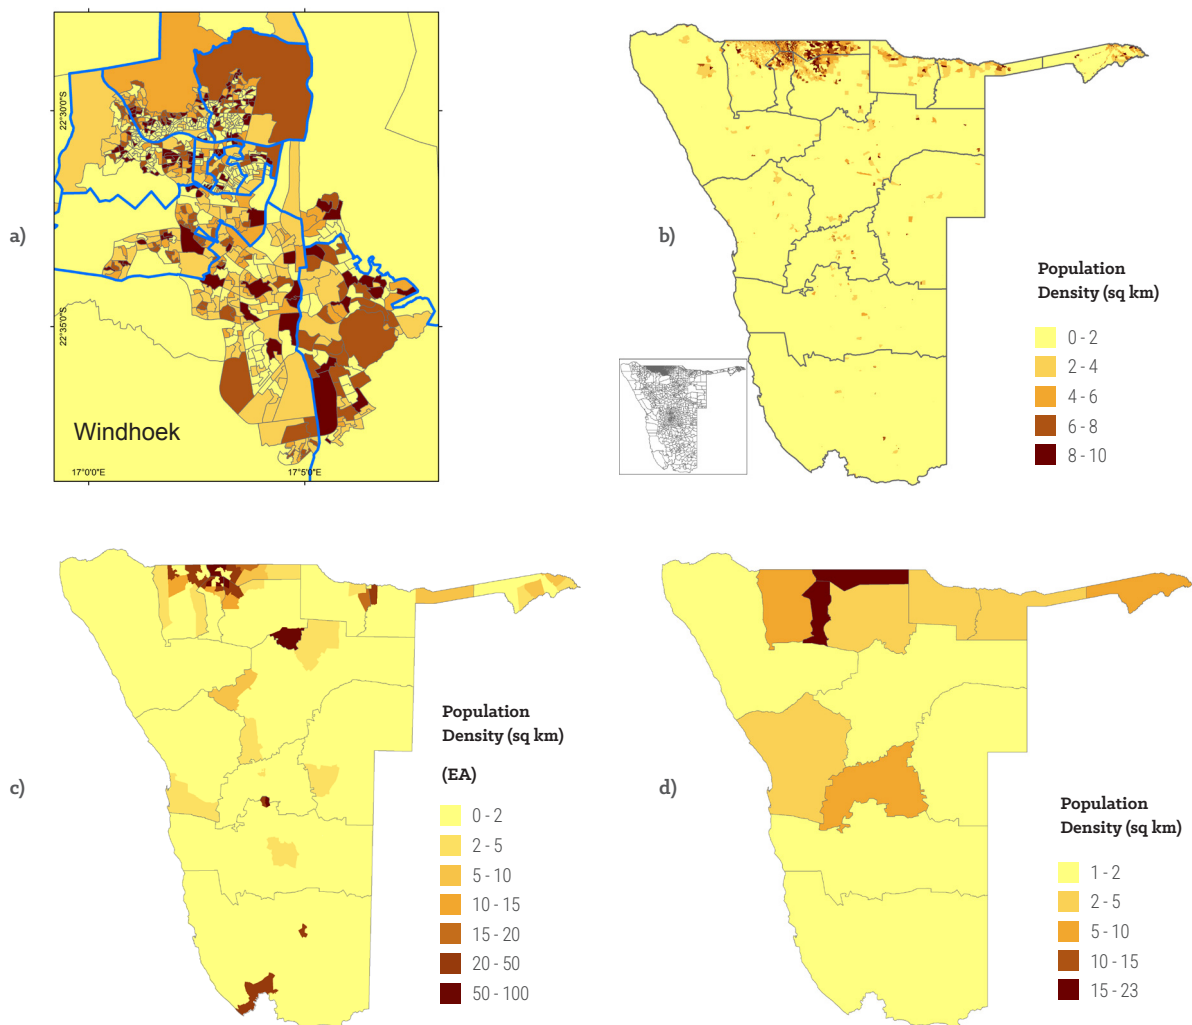 a)
22°30'0"S
22°35'0"S
Windhoek
17°0'0"E
17°5'0"E
b)
Population
Density (sq km)
0 - 2
2 - 4
4 - 6
6 - 8
8 - 10
c)
Population
Density (sq km)
(EA)
0 - 2
2 - 5
5 - 10
10 - 15
15 - 20
20 - 50
50 - 100
d)
Population
Density (sq km)
1 - 2
2 - 5
5 - 10
10 - 15
15 - 23